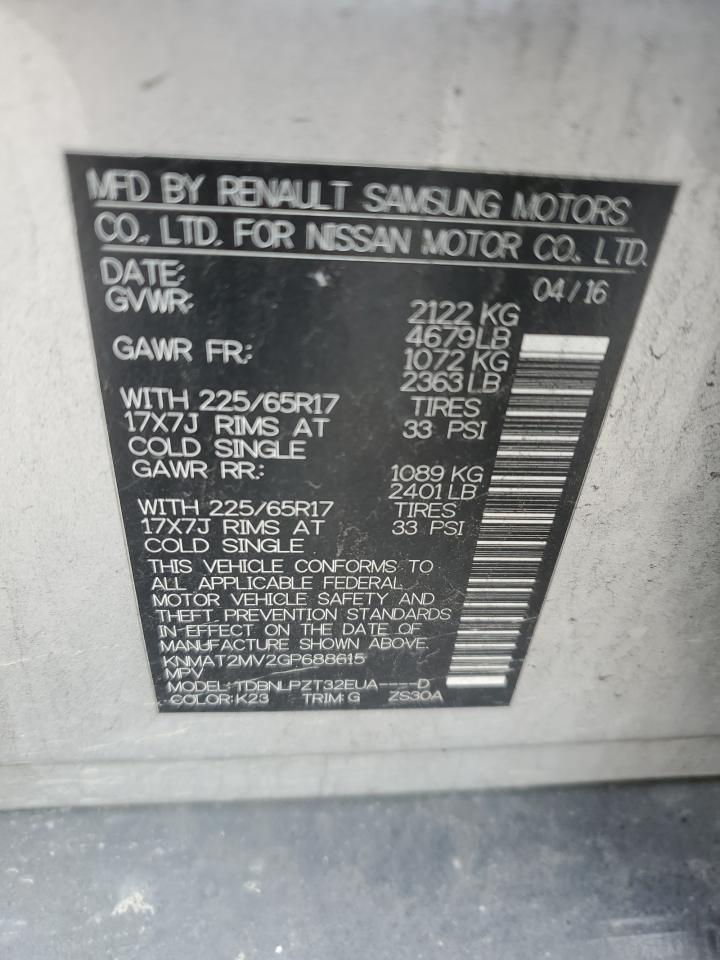 MFD BY RENAULT SAMSUNG MOTORS
CO., LTD. FOR NISSAN MOTOR CO. LTD.
DATE: 04/16
GVWR: 2122 KG
4679LB
GAWR FR: 1072 KG
2363 LB
WITH 225/65R17 TIRES
17X7J RIMS AT 33 PSI
COLD SINGLE
GAWR RR: 1089 KG
2401 LB
WITH 225/65R17 TIRES
17X7J RIMS AT 33 PSI
COLD SINGLE
THIS VEHICLE CONFORMS TO
ALL APPLICABLE FEDERAL
MOTOR VEHICLE SAFETY AND
THEFT PREVENTION STANDARDS
IN EFFECT ON THE DATE OF
MANUFACTURE SHOWN ABOVE.
KNMAT2MV2GP688615
MPV
MODEL: TDBNLPZT32EUA----D
COLOR: K23 TRIM: G ZS30A